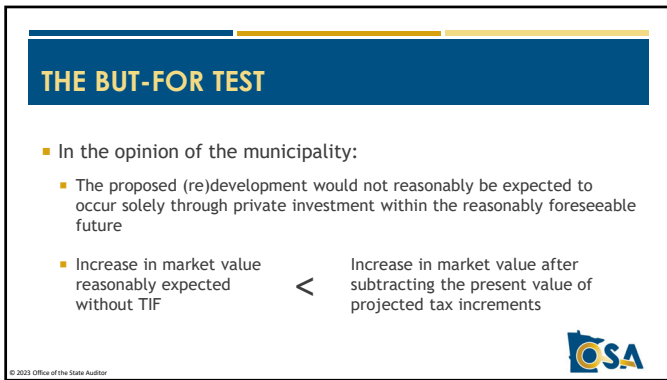 THE BUT-FOR TEST
In the opinion of the municipality:
The proposed (re)development would not reasonably be expected to
occur solely through private investment within the reasonably foreseeable
future
Increase in market value
reasonably expected
without TIF
<
Increase in market value after
subtracting the present value of
projected tax increments
OSA
© 2023 Office of the State Auditor